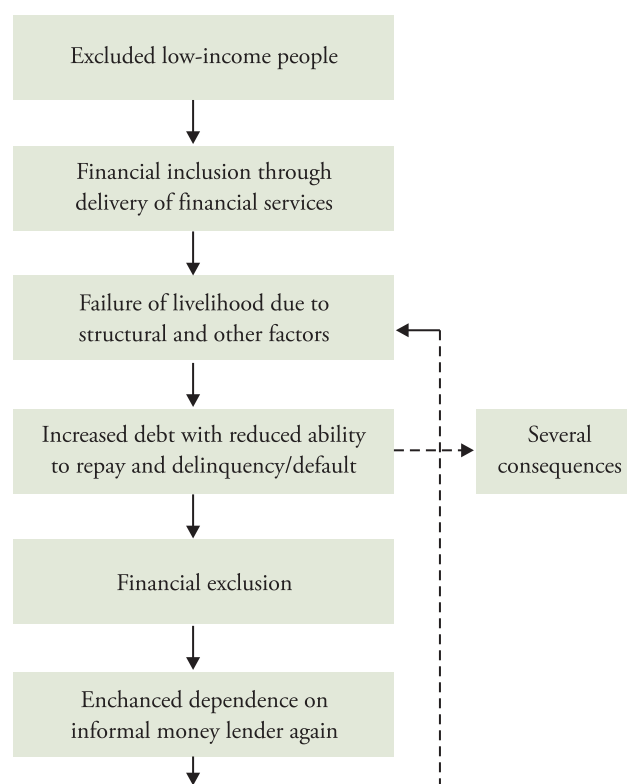 Excluded low-income people
Financial inclusion through
delivery of financial services
Failure of livelihood due to
structural and other factors
Increased debt with reduced ability
to repay and delinquency/default
Several
consequences
Financial exclusion
Enchanced dependence on
informal money lender again